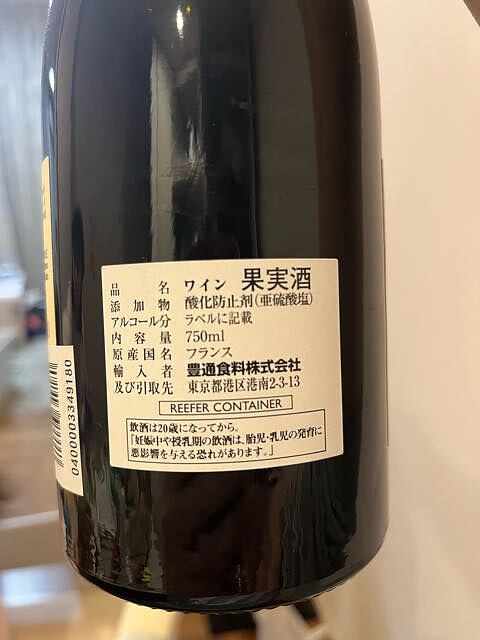 品名 ワイン 果実酒
添加物 酸化防止剤(亜硫酸塩)
アルコール分 ラベルに記載
内容量 750ml
原産国名 フランス
輸入者 豊通食料株式会社
及び引取先 東京都港区港南2-3-13
REEFER CONTAINER
飲酒は20歳になってから。
「妊娠中や授乳期の飲酒は、胎児・乳児の発育に
悪影響を与える恐れがあります。」
0400003349180